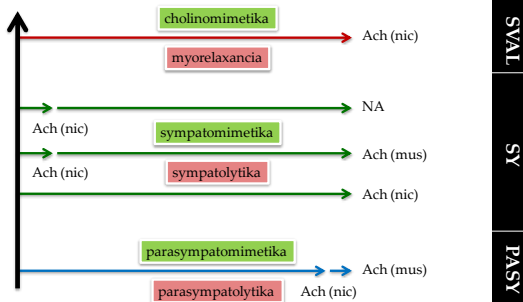 cholinomimetika
Ach (nic)
myorelaxancia
SVAL
NA
Ach (nic)
sympatomimetika
Ach (mus)
Ach (nic)
sympatolytika
Ach (nic)
SY
parasympatomimetika
Ach (mus)
parasympatolytika
Ach (nic)
PASY